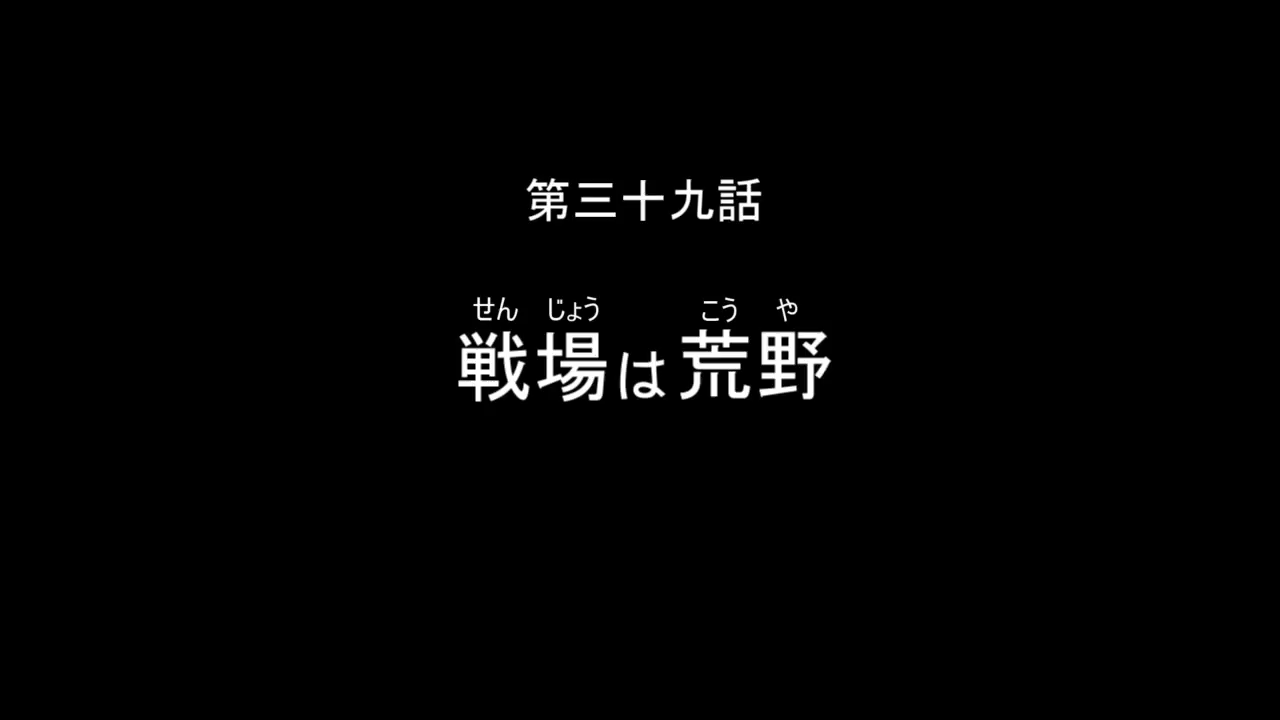 第三十九話
せん じょう こう や
戦場は荒野